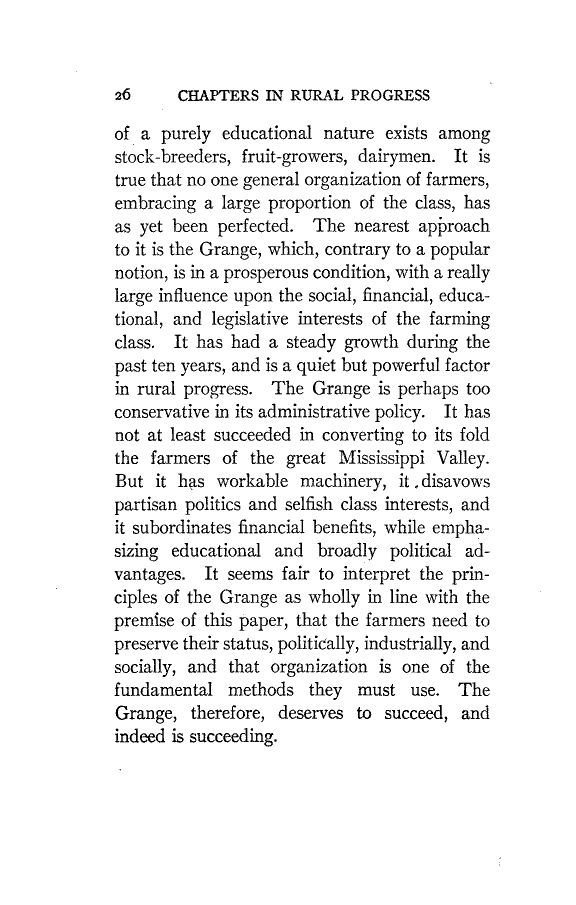 26 CHAPTERS IN RURAL PROGRESS
of a purely educational nature exists among
stock-breeders, fruit-growers, dairymen. It is
true that no one general organization of farmers,
embracing a large proportion of the class, has
as yet been perfected. The nearest approach
to it is the Grange, which, contrary to a popular
notion, is in a prosperous condition, with a really
large influence upon the social, financial, educa-
tional, and legislative interests of the farming
class. It has had a steady growth during the
past ten years, and is a quiet but powerful factor
in rural progress. The Grange is perhaps too
conservative in its administrative policy. It has
not at least succeeded in converting to its fold
the farmers of the great Mississippi Valley.
But it has workable machinery, it disavows
partisan politics and selfish class interests, and
it subordinates financial benefits, while empha-
sizing educational and broadly political ad-
vantages. It seems fair to interpret the prin-
ciples of the Grange as wholly in line with the
premise of this paper, that the farmers need to
preserve their status, politically, industrially, and
socially, and that organization is one of the
fundamental methods they must use. The
Grange, therefore, deserves to succeed, and
indeed is succeeding.